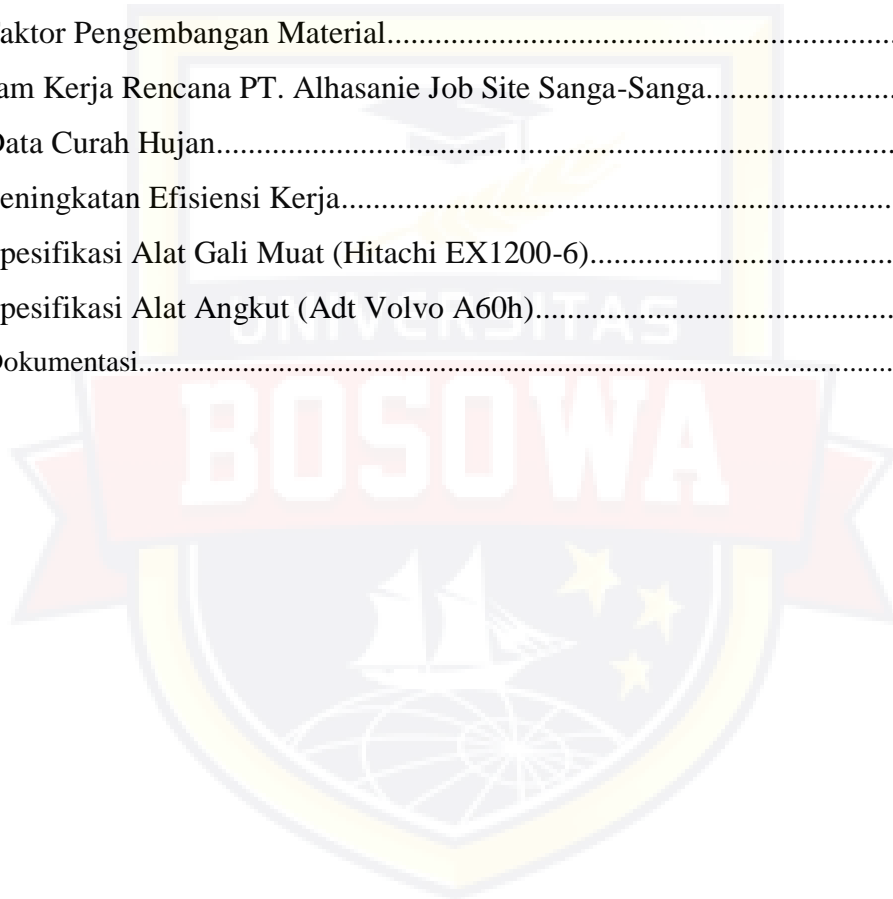 aktor Pengembangan Material...............................................................
am Kerja Rencana PT. Alhasanie Job Site Sanga-Sanga.......................
Data Curah Hujan....................................................................................
eningkatan Efisiensi Kerja.....................................................................
pesifikasi Alat Gali Muat (Hitachi EX1200-6)......................................
pesifikasi Alat Angkut (Adt Volvo A60h).............................................
Dokumentasi............................................................................................
UNIVERSITAS
BOSOWA